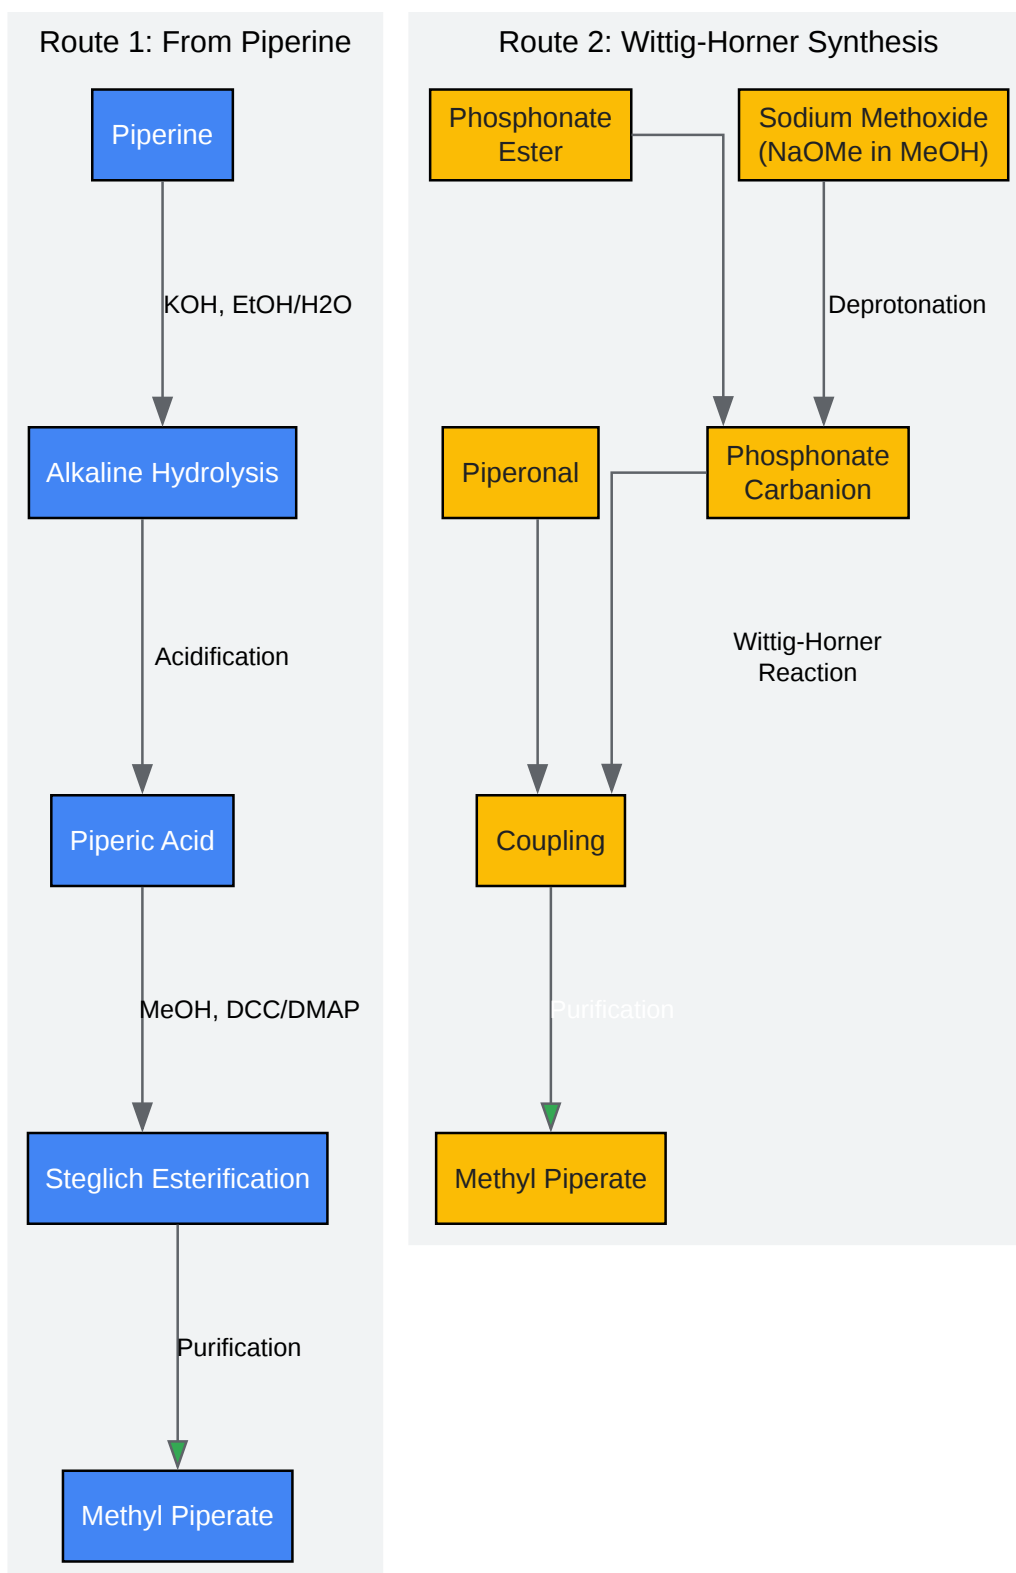 Route 1: From Piperine
Piperine
KOH, EtOH/H2O
Alkaline Hydrolysis
Acidification
Piperic Acid
MeOH, DCC/DMAP
Steglich Esterification
Purification
Methyl Piperate
Route 2: Wittig-Horner Synthesis
Phosphonate
Ester
Sodium Methoxide
(NaOMe in MeOH)
Deprotonation
Piperonal
Phosphonate
Carbanion
Wittig-Horner
Reaction
Coupling
Purification
Methyl Piperate